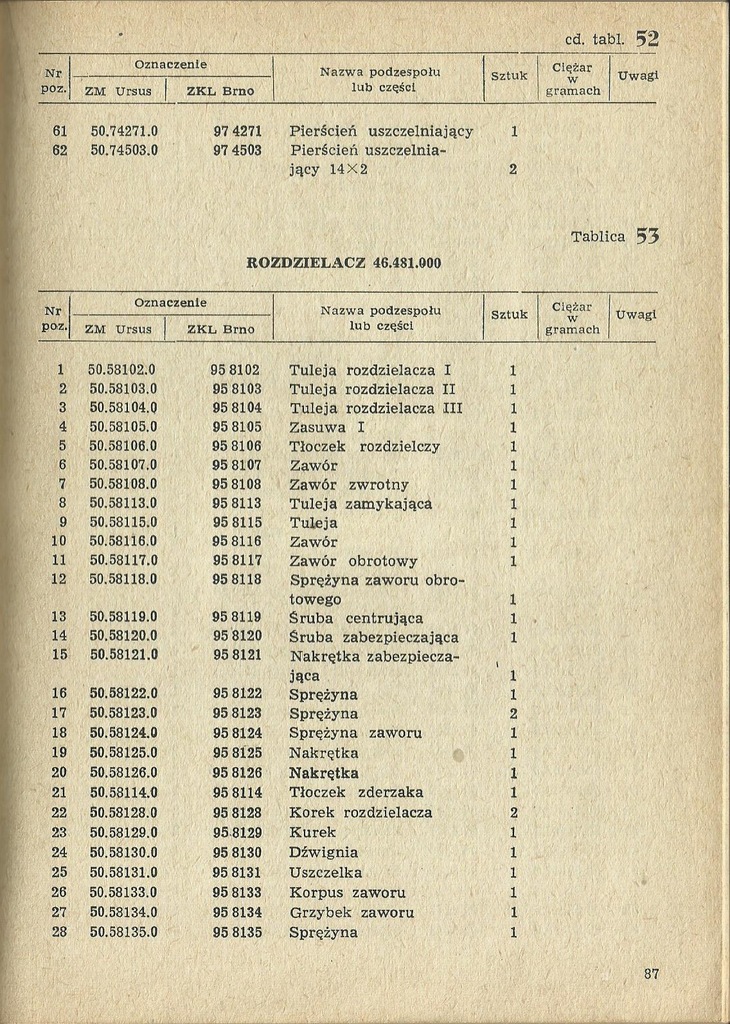 cd. tabl. 52
Nr poz. Oznaczenie Nazwa podzespołu lub części Sztuk Ciężar w gramach Uwagi
ZM Ursus ZKL Brno
61 50.74271.0 97 4271 Pierścień uszczelniający 1
62 50.74503.0 97 4503 Pierścień uszczelnia-
jący 14×2 2
Tablica 53
ROZDZIELACZ 46.481.000
Nr poz. Oznaczenie Nazwa podzespołu lub części Sztuk Ciężar w gramach Uwagi
ZM Ursus ZKL Brno
1 50.58102.0 95 8102 Tuleja rozdzielacza I 1
2 50.58103.0 95 8103 Tuleja rozdzielacza II 1
3 50.58104.0 95 8104 Tuleja rozdzielacza III 1
4 50.58105.0 95 8105 Zasuwa I 1
5 50.58106.0 95 8106 Tłoczek rozdzielczy 1
6 50.58107.0 95 8107 Zawór 1
7 50.58108.0 95 8108 Zawór zwrotny 1
8 50.58113.0 95 8113 Tuleja zamykająca 1
9 50.58115.0 95 8115 Tuleja 1
10 50.58116.0 95 8116 Zawór 1
11 50.58117.0 95 8117 Zawór obrotowy 1
12 50.58118.0 95 8118 Sprężyna zaworu obro-
towego 1
13 50.58119.0 95 8119 Śruba centrująca 1
14 50.58120.0 95 8120 Śruba zabezpieczająca 1
15 50.58121.0 95 8121 Nakrętka zabezpiecza-
jąca 1
16 50.58122.0 95 8122 Sprężyna 1
17 50.58123.0 95 8123 Sprężyna 2
18 50.58124.0 95 8124 Sprężyna zaworu 1
19 50.58125.0 95 8125 Nakrętka 1
20 50.58126.0 95 8126 Nakrętka 1
21 50.58114.0 95 8114 Tłoczek zderzaka 1
22 50.58128.0 95 8128 Korek rozdzielacza 2
23 50.58129.0 95 8129 Kurek 1
24 50.58130.0 95 8130 Dźwignia 1
25 50.58131.0 95 8131 Uszczelka 1
26 50.58133.0 95 8133 Korpus zaworu 1
27 50.58134.0 95 8134 Grzybek zaworu 1
28 50.58135.0 95 8135 Sprężyna 1
87